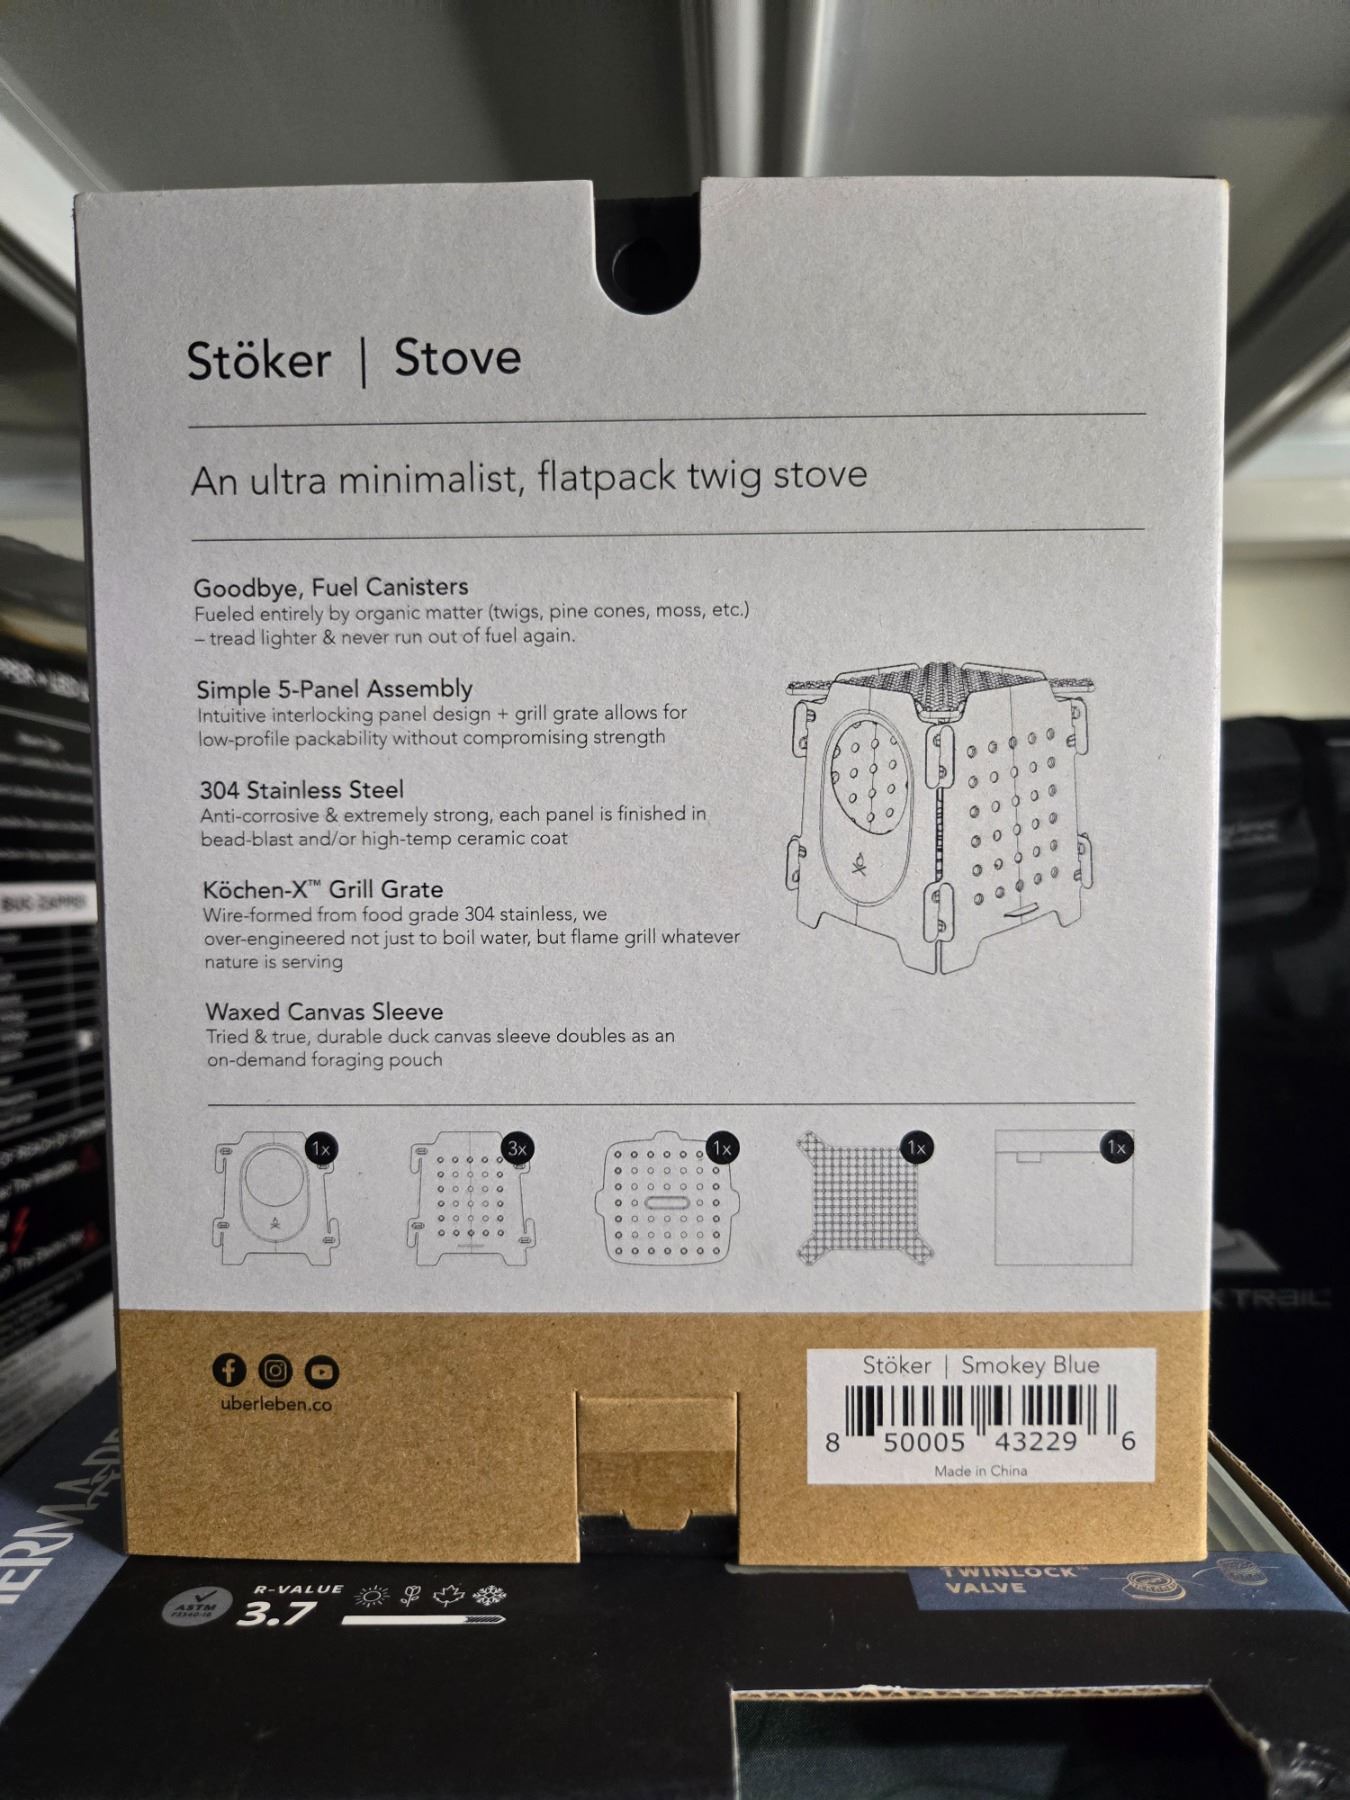 Stöker | Stove
An ultra minimalist, flatpack twig stove
Goodbye, Fuel Canisters
Fueled entirely by organic matter (twigs, pine cones, moss, etc.)
– tread lighter & never run out of fuel again.
Simple 5-Panel Assembly
Intuitive interlocking panel design + grill grate allows for
low-profile packability without compromising strength
304 Stainless Steel
Anti-corrosive & extremely strong, each panel is finished in
bead-blast and/or high-temp ceramic coat
Köchen-X™ Grill Grate
Wire-formed from food grade 304 stainless, we
over-engineered not just to boil water, but flame grill whatever
nature is serving
Waxed Canvas Sleeve
Tried & true, durable duck canvas sleeve doubles as an
on-demand foraging pouch
1x 3x 1x 1x 1x
uberleben.co
Stöker | Smokey Blue
8 50005 43229 6
Made in China
BUG ZAPPER
TRAIL
ASTM
R-VALUE
3.7
TWINLOCK™
VALVE